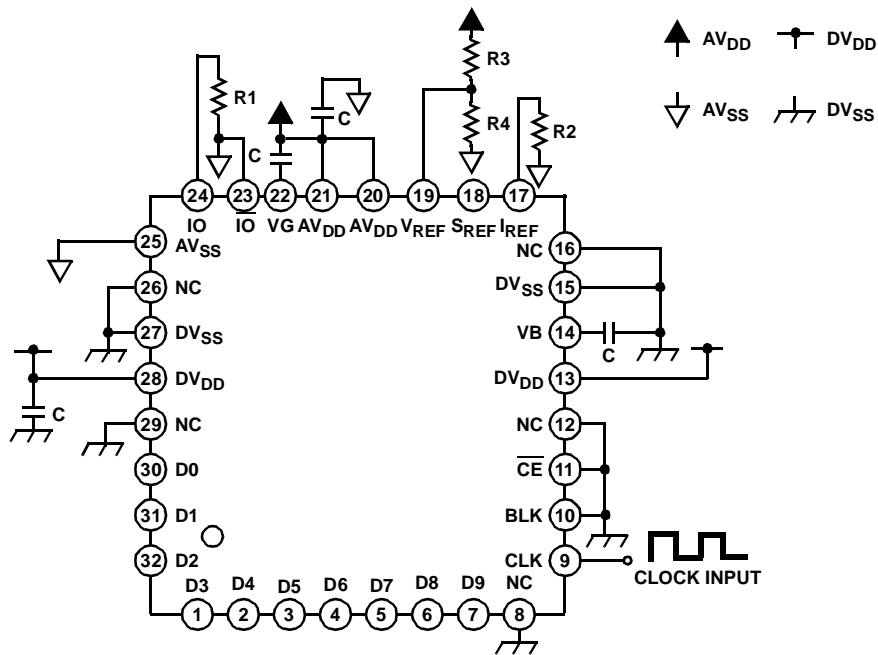 AVDD DVDD
AVSS DVSS
R3
R1
C
R4
R2
C
24 23 22 21 20 19 18 17
IO IO VG AVDD AVDD VREF SREF IREF
25 AVSS
NC 16
26 NC
DVSS 15
27 DVSS
VB 14
C
28 DVDD
DVDD 13
C
29 NC
NC 12
30 D0
CE 11
31 D1
BLK 10
32 D2
CLK 9
CLOCK INPUT
D3 D4 D5 D6 D7 D8 D9 NC
1 2 3 4 5 6 7 8